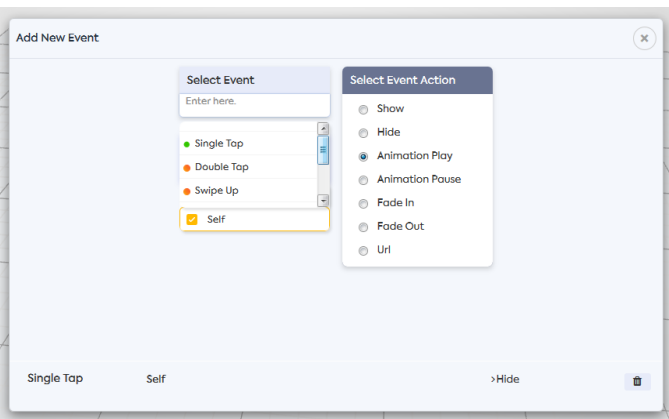 Add New Event
Select Event
Enter here.
Single Tap
Double Tap
Swipe Up
Self
Select Event Action
Show
Hide
Animation Play
Animation Pause
Fade In
Fade Out
Url
Single Tap Self >Hide